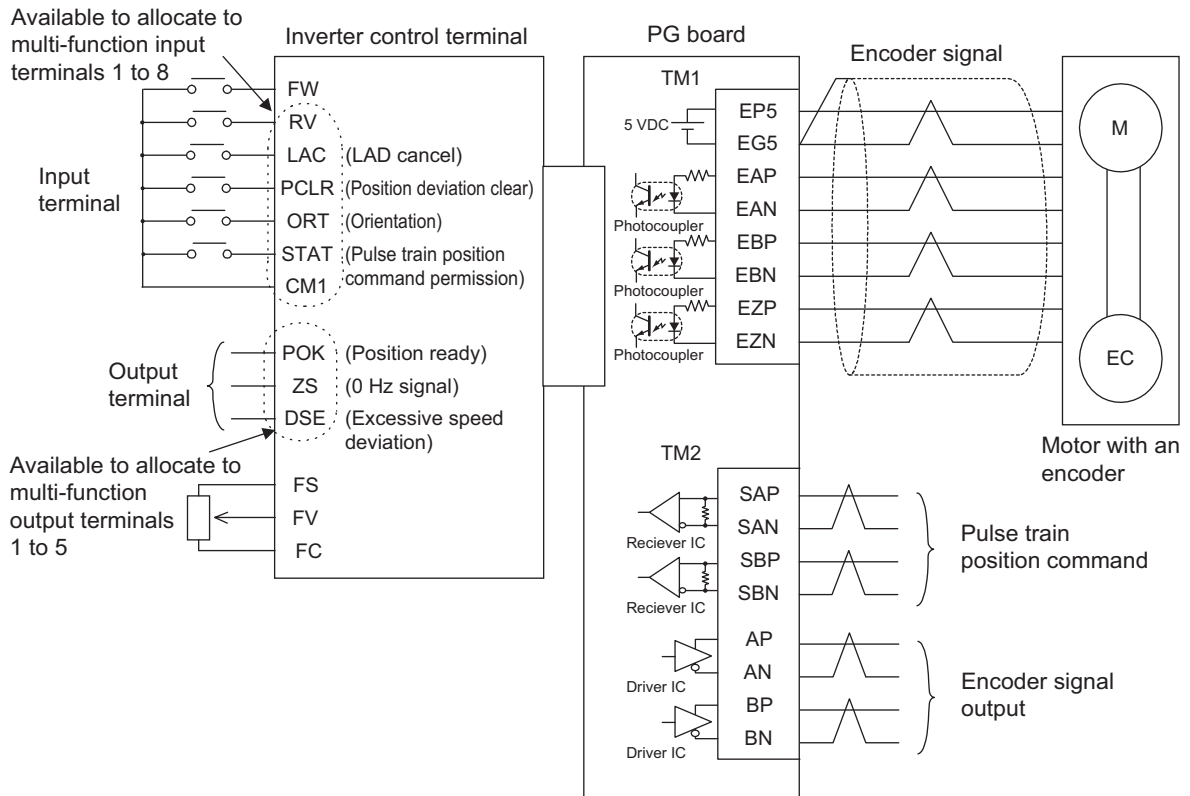 Available to allocate to
multi-function input
terminals 1 to 8
Inverter control terminal
PG board
Encoder signal
Input
terminal
FW
RV
LAC (LAD cancel)
PCLR (Position deviation clear)
ORT (Orientation)
STAT (Pulse train position
command permission)
CM1
Output
terminal
POK (Position ready)
ZS (0 Hz signal)
DSE (Excessive speed
deviation)
Available to allocate to
multi-function
output terminals
1 to 5
FS
FV
FC
TM1
5 VDC
Photocoupler
Photocoupler
Photocoupler
EP5
EG5
EAP
EAN
EBP
EBN
EZP
EZN
M
EC
Motor with an
encoder
TM2
Reciever IC
Reciever IC
Driver IC
Driver IC
SAP
SAN
SBP
SBN
AP
AN
BP
BN
Pulse train
position command
Encoder signal
output